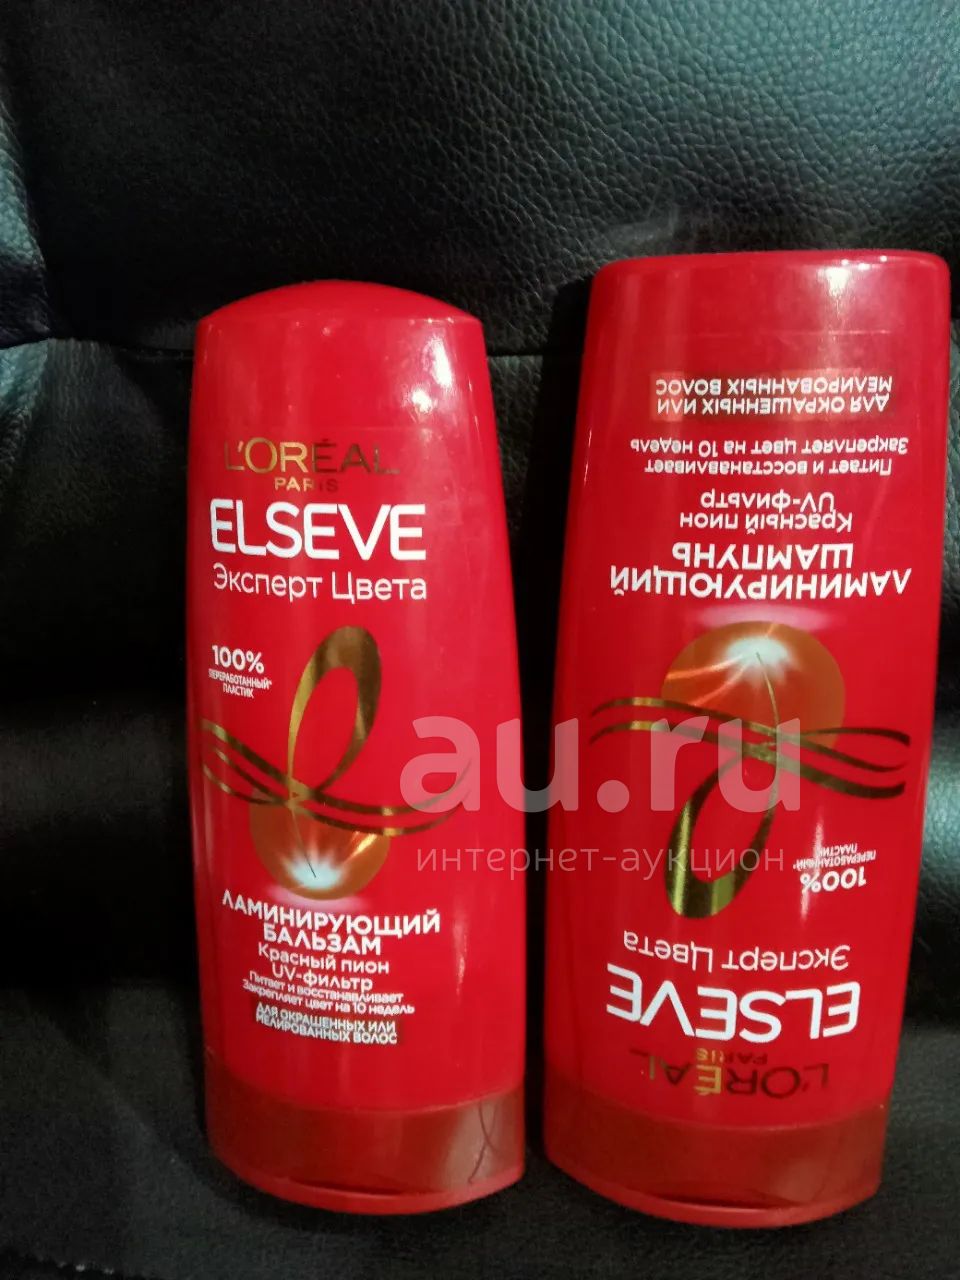 L'ORÉAL
PARIS
ELSEVE
Эксперт Цвета
100%
ПЕРЕРАБОТАННЫЙ*
ПЛАСТИК
ЛАМИНИРУЮЩИЙ
БАЛЬЗАМ
Красный пион
UV-фильтр
Питает и восстанавливает
Закрепляет цвет на 10 недель
ДЛЯ ОКРАШЕННЫХ ИЛИ
МЕЛИРОВАННЫХ ВОЛОС
L'ORÉAL
PARIS
ELSEVE
Эксперт Цвета
100%
ПЕРЕРАБОТАННЫЙ*
ПЛАСТИК
ЛАМИНИРУЮЩИЙ
ШАМПУНЬ
Красный пион
UV-фильтр
Питает и восстанавливает
Закрепляет цвет на 10 недель
ДЛЯ ОКРАШЕННЫХ ИЛИ
МЕЛИРОВАННЫХ ВОЛОС
au.ru
интернет-аукцион